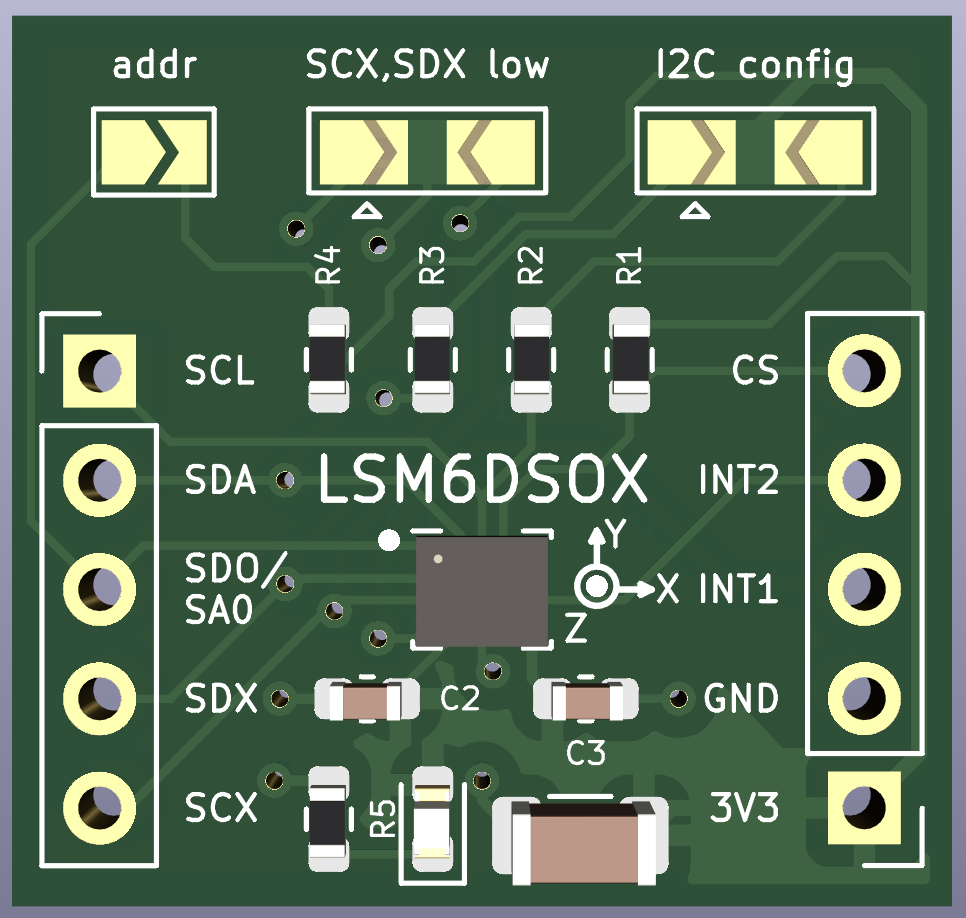 addr
SCX,SDX low
I2C config
R4
R3
R2
R1
SCL
CS
SDA
LSM6DSOX
INT2
Y
SDO/
SA0
X
INT1
Z
SDX
C2
GND
C3
SCX
R5
3V3